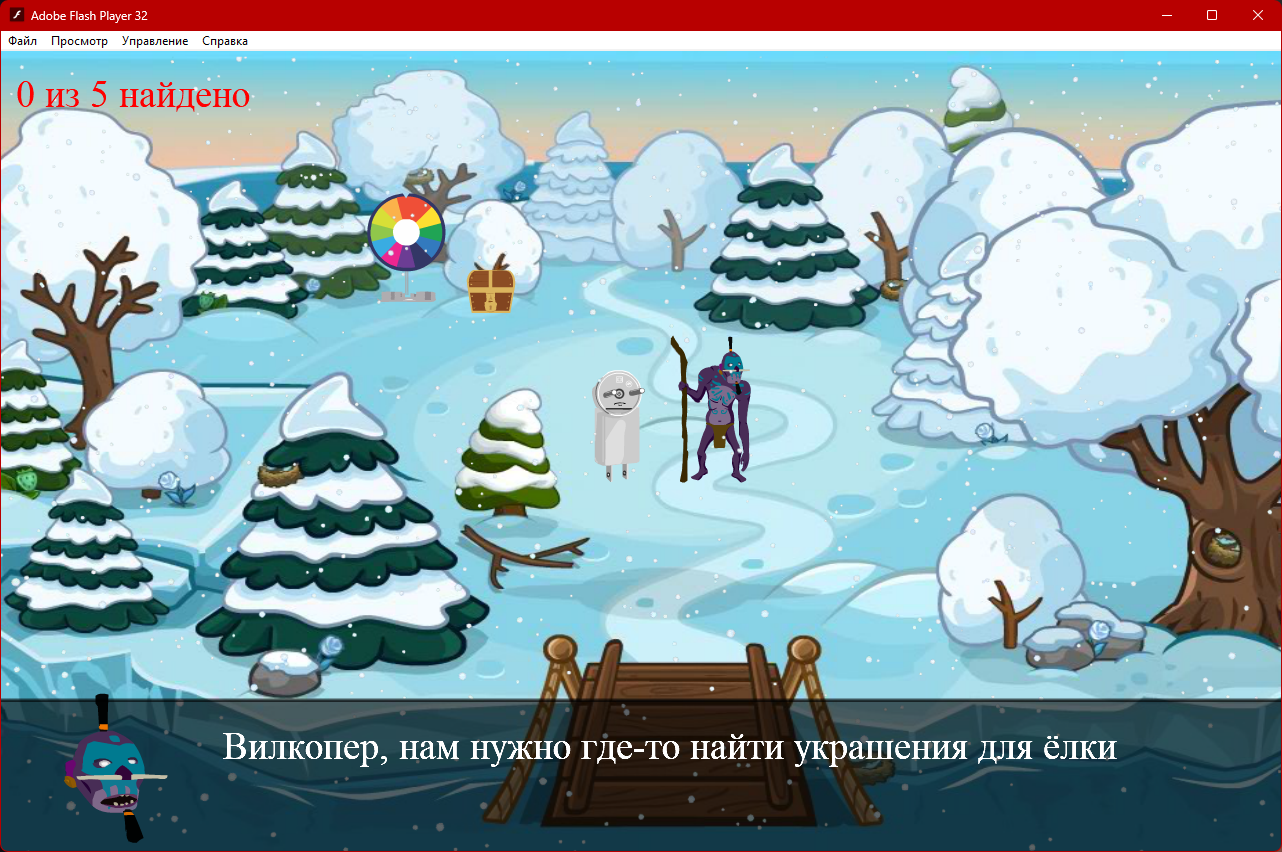 Adobe Flash Player 32
Файл Просмотр Управление Справка
0 из 5 найдено
Вилкопер, нам нужно где-то найти украшения для ёлки